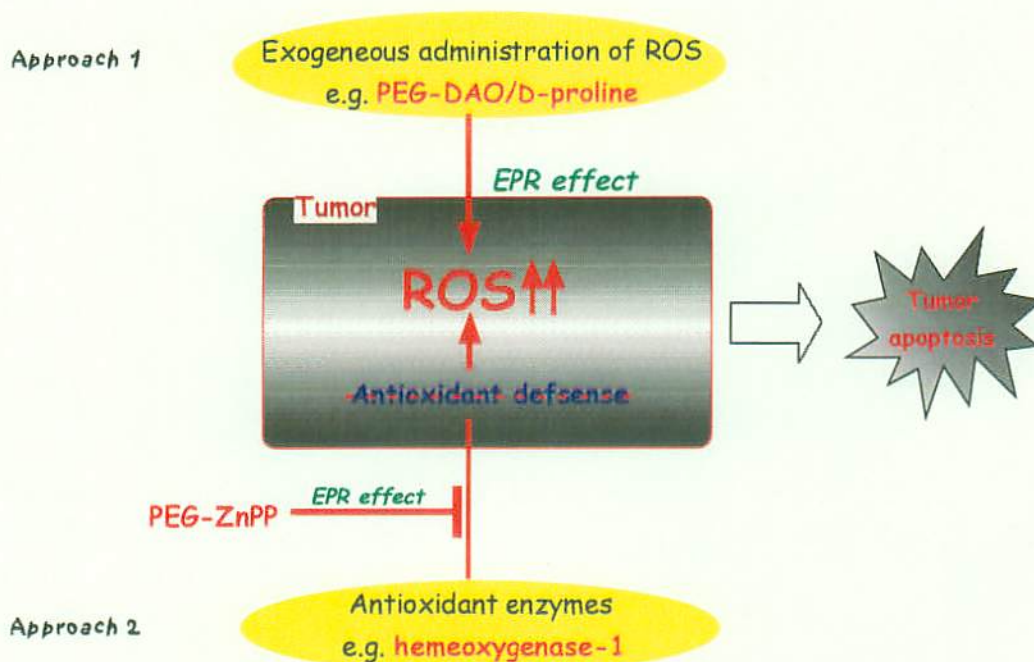 Approach 1
Exogeneous administration of ROS
e.g. PEG-DAO/D-proline
EPR effect
Tumor
ROS
Tumor
apoptosis
Antioxidant defsense
EPR effect
PEG-ZnPP
Antioxidant enzymes
e.g. hemeoxygenase-1
Approach 2